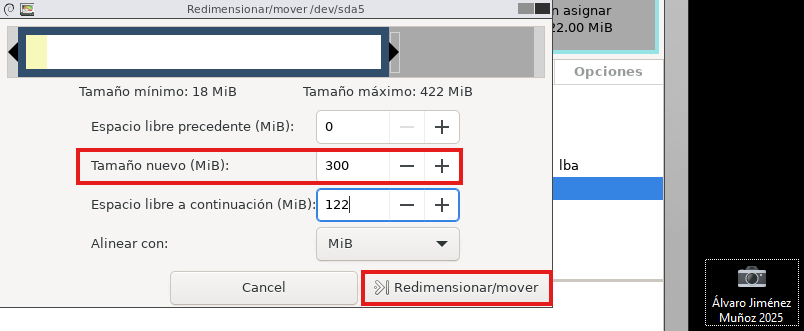 Redimensionar/mover /dev/sda5
n asignar
22.00 MiB
Tamaño mínimo: 18 MiB
Tamaño máximo: 422 MiB
Opciones
Espacio libre precedente (MiB):
0
Tamaño nuevo (MiB):
300
lba
Espacio libre a continuación (MiB):
122
Alinear con:
MiB
Cancel
Redimensionar/mover
Álvaro Jiménez
Muñoz 2025